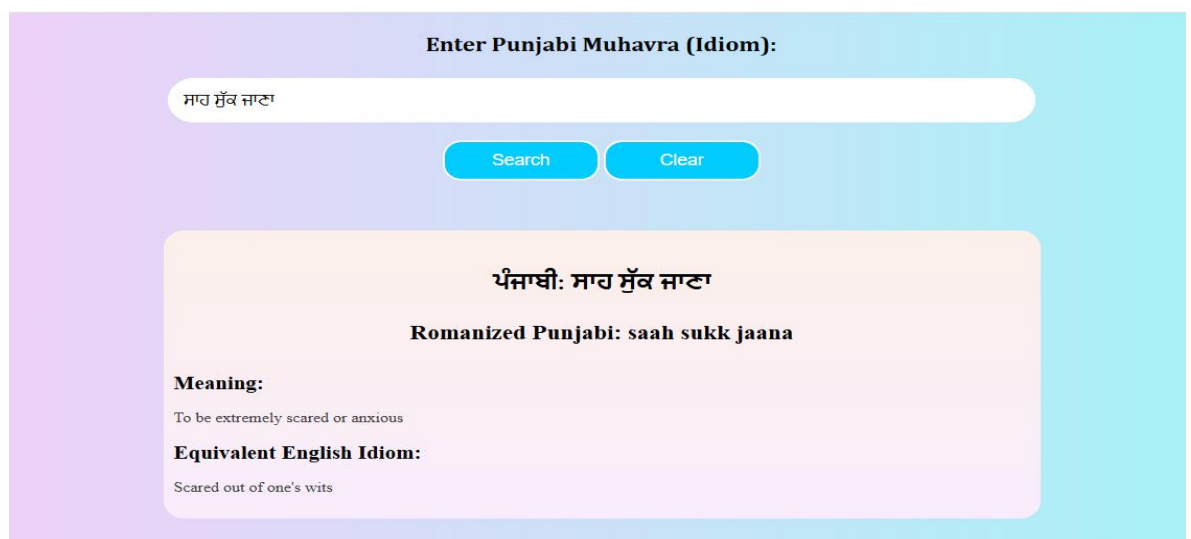 Enter Punjabi Muhavra (Idiom):
ਸਾਹ ਸੁੱਕ ਜਾਣਾ
Search Clear
ਪੰਜਾਬੀ: ਸਾਹ ਸੁੱਕ ਜਾਣਾ
Romanized Punjabi: saah sukk jaana
Meaning:
To be extremely scared or anxious
Equivalent English Idiom:
Scared out of one's wits